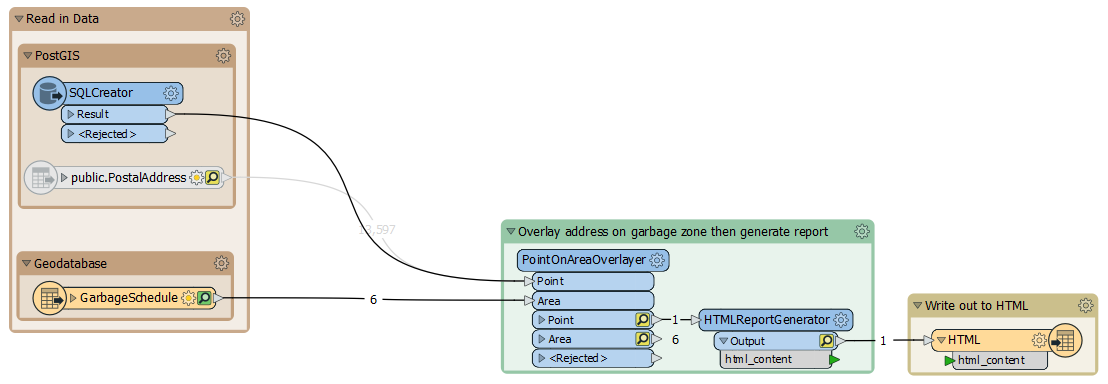 Read in Data
PostGIS
SQLCreator
Result
<Rejected>
public.PostalAddress
13,597
Geodatabase
GarbageSchedule
6
Overlay address on garbage zone then generate report
PointOnAreaOverlayer
Point
Area
Point
1
Area
6
<Rejected>
HTMLReportGenerator
Output
html_content
1
Write out to HTML
HTML
html_content